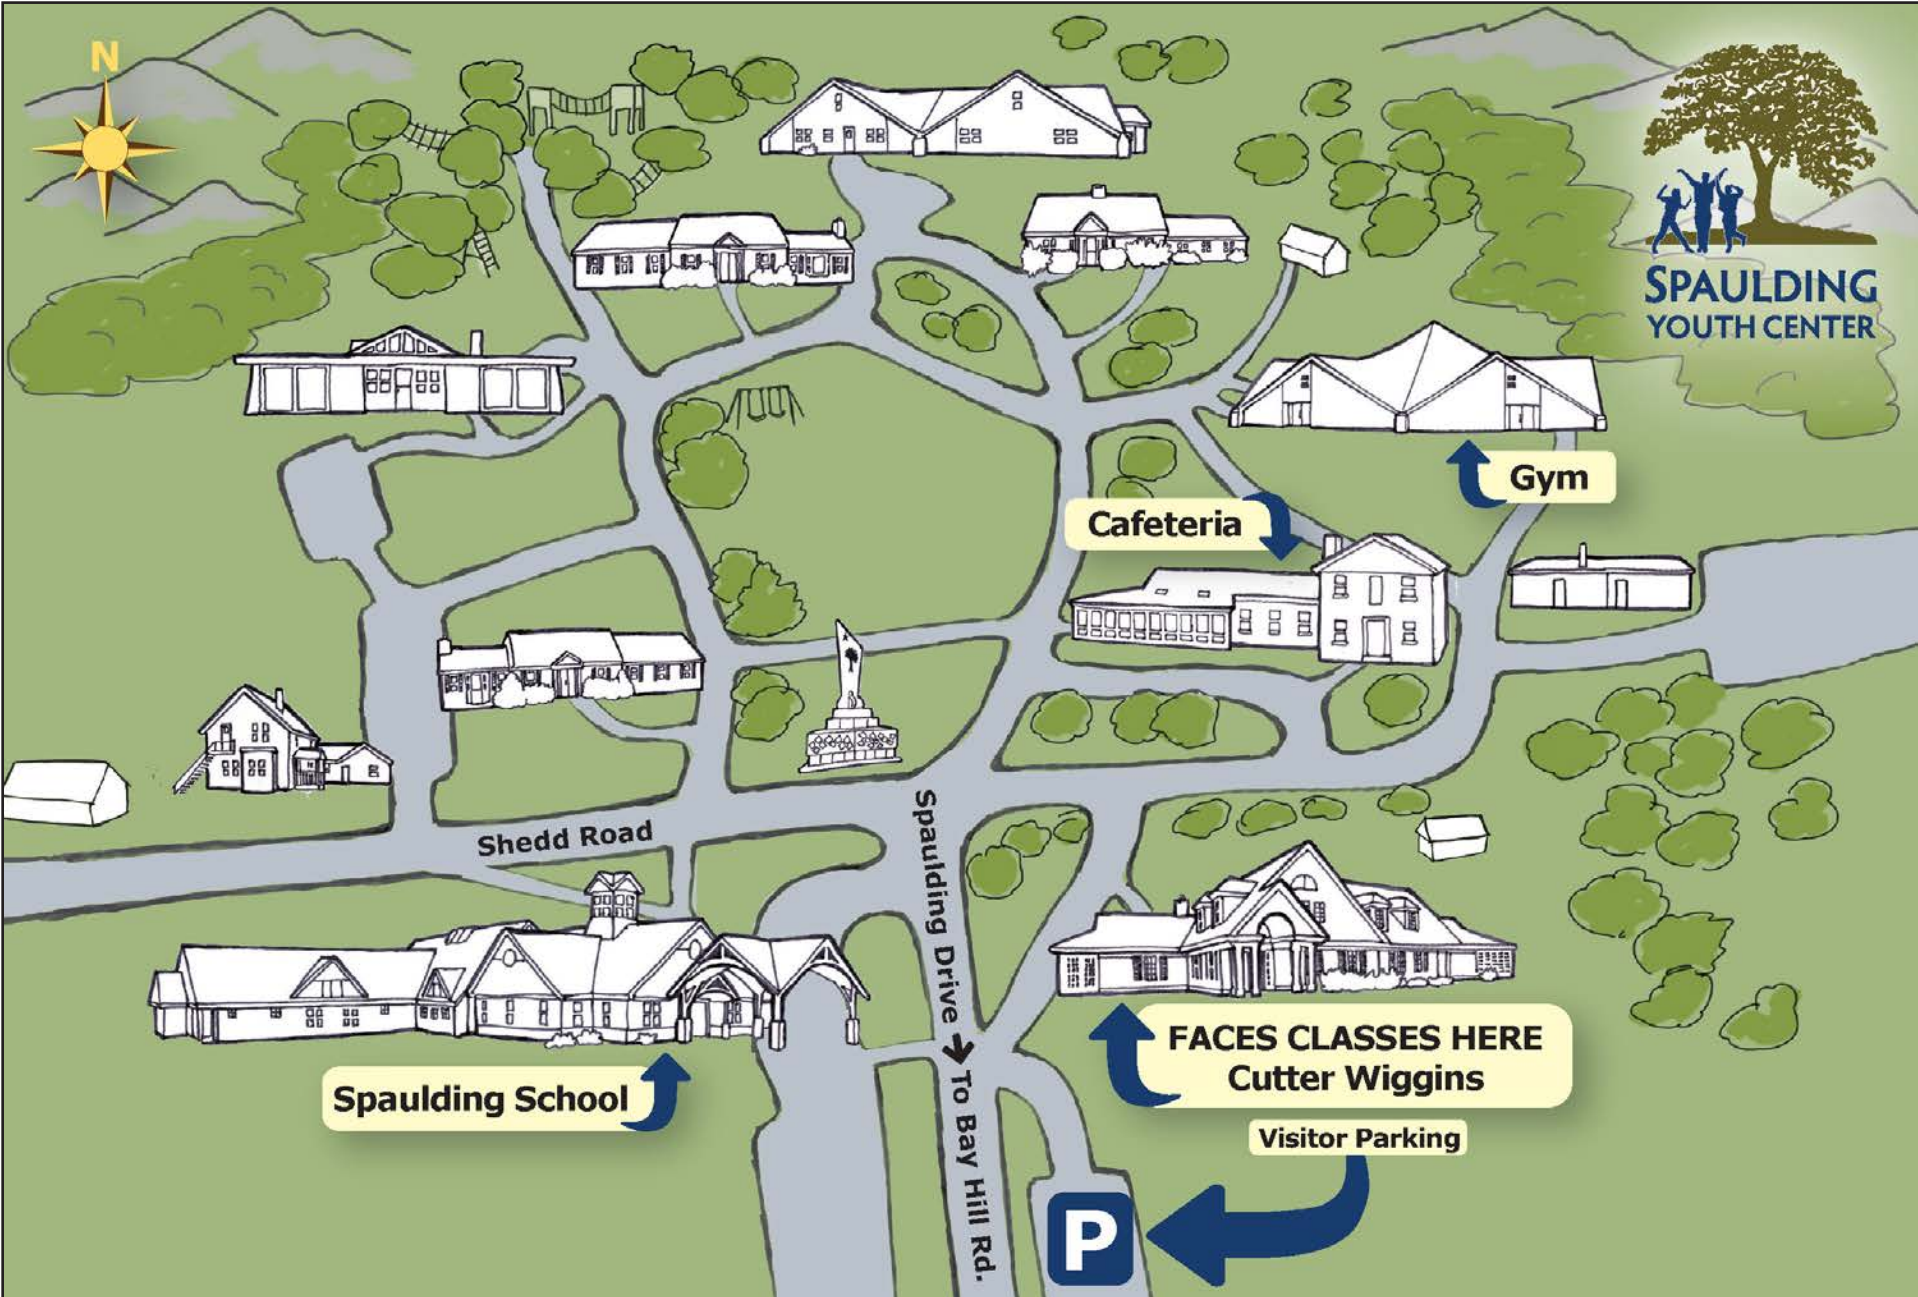 N
SPAULDING
YOUTH CENTER
Gym
Cafeteria
Shedd Road
Spaulding Drive
To Bay Hill Rd.
Spaulding School
FACES CLASSES HERE
Cutter Wiggins
Visitor Parking
P